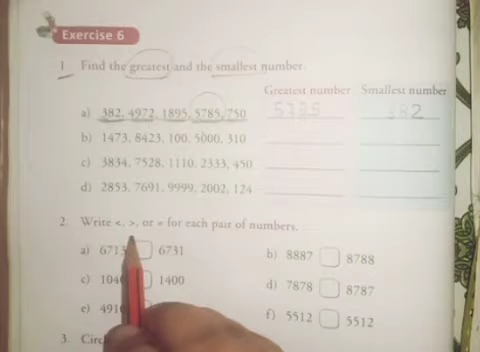 Exercise 6
1 Find the greatest and the smallest number.
Greatest number Smallest number
a) 382, 4972, 1895, 5785, 750 5785 382
b) 1473, 8423, 100, 5000, 310
c) 3834, 7528, 1110, 2333, 450
d) 2853, 7691, 9999, 2002, 124
2. Write <, >, or = for each pair of numbers.
a) 6713 6731 b) 8887 8788
c) 1400 d) 7878 8787
e) f) 5512 5512
3.